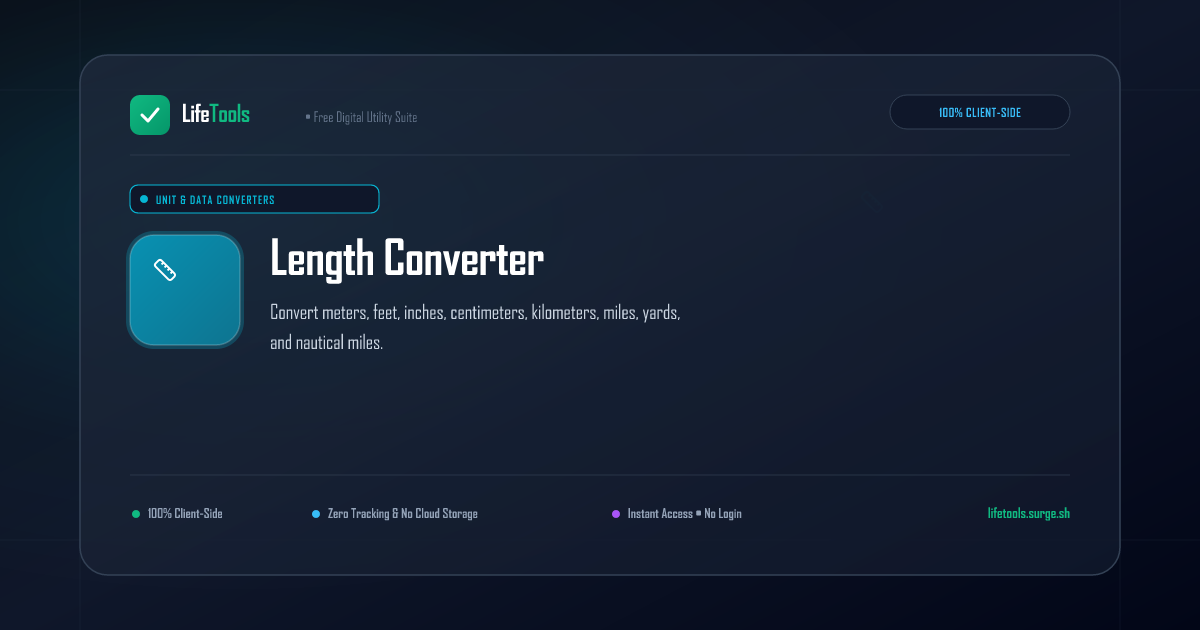 LifeTools
▪ Free Digital Utility Suite
100% CLIENT-SIDE
UNIT & DATA CONVERTERS
Length Converter
Convert meters, feet, inches, centimeters, kilometers, miles, yards,
and nautical miles.
100% Client-Side
Zero Tracking & No Cloud Storage
Instant Access ▪ No Login
lifetools.surge.sh